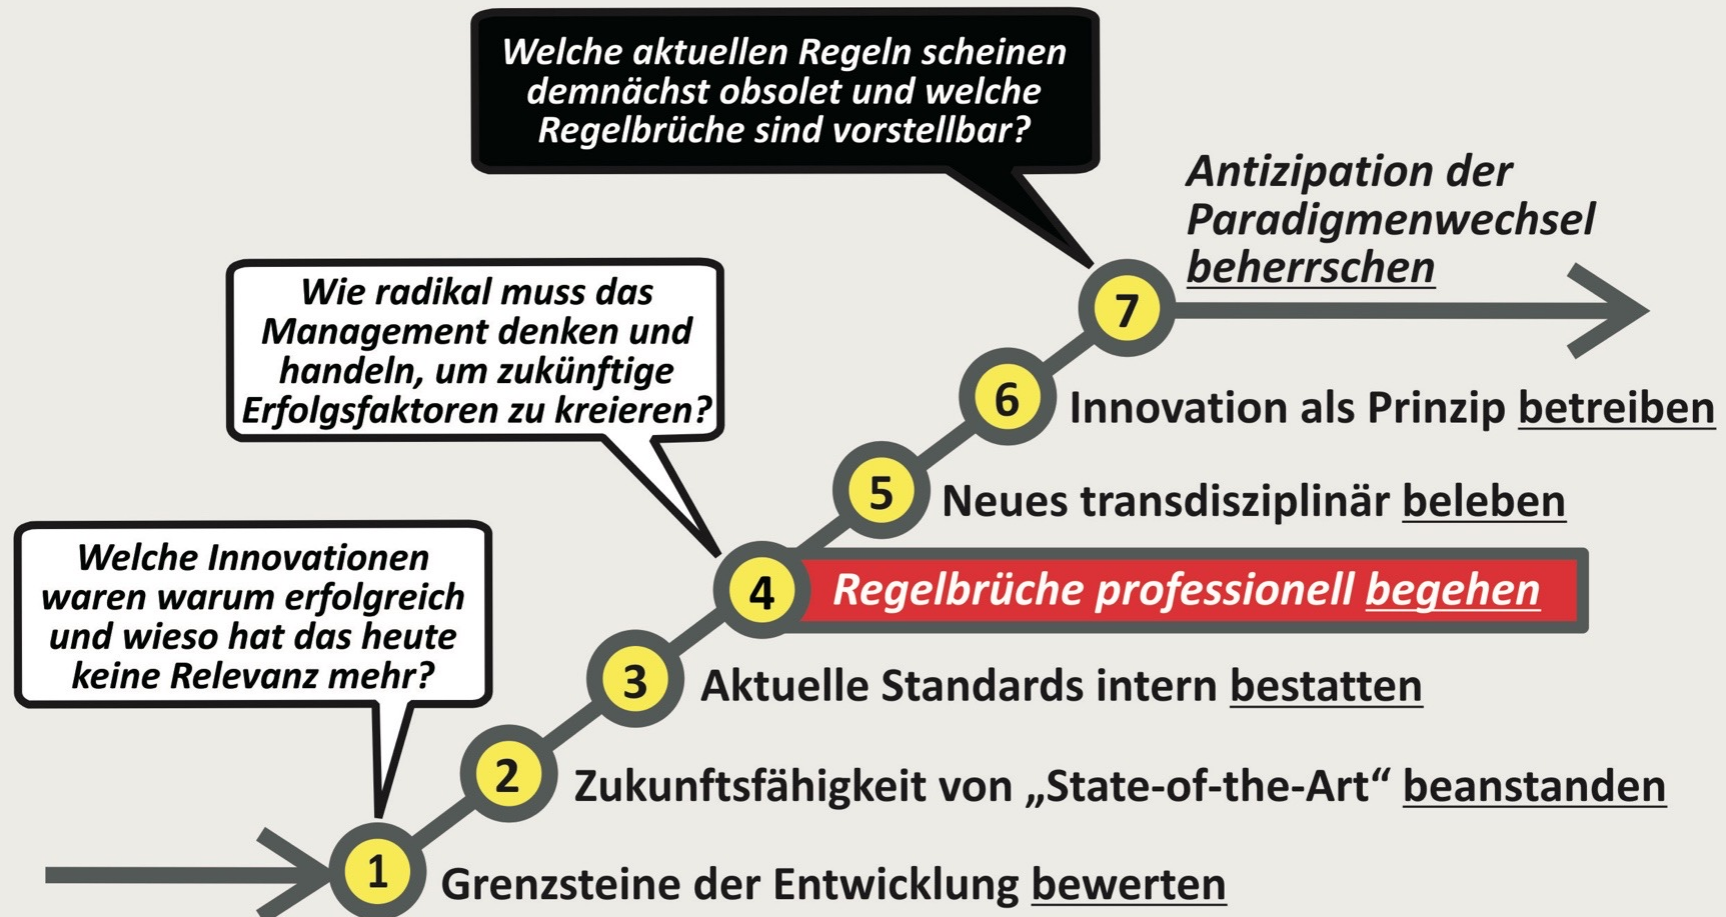 Welche aktuellen Regeln scheinen
demnächst obsolet und welche
Regelbrüche sind vorstellbar?
Antizipation der
Paradigmenwechsel
beherrschen
7
Wie radikal muss das
Management denken und
handeln, um zukünftige
Erfolgsfaktoren zu kreieren?
6 Innovation als Prinzip betreiben
5 Neues transdisziplinär beleben
4 Regelbrüche professionell begehen
Welche Innovationen
waren warum erfolgreich
und wieso hat das heute
keine Relevanz mehr?
3 Aktuelle Standards intern bestatten
2 Zukunftsfähigkeit von „State-of-the-Art“ beanstanden
1 Grenzsteine der Entwicklung bewerten